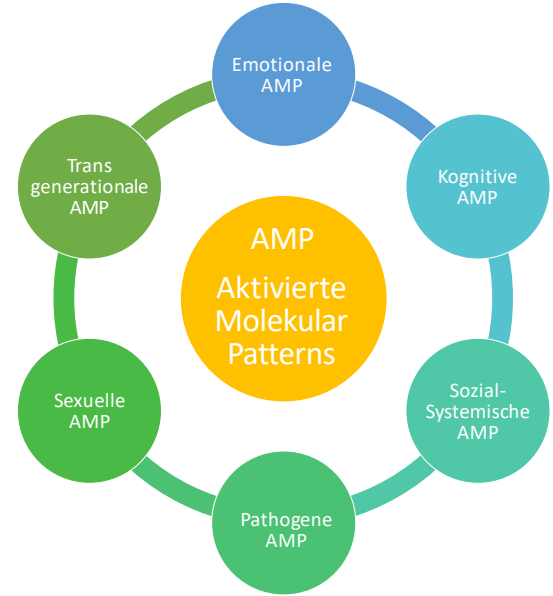 Emotionale
AMP
Kognitive
AMP
Sozial-
Systemische
AMP
Pathogene
AMP
Sexuelle
AMP
Trans
generationale
AMP
AMP
Aktivierte
Molekular
Patterns